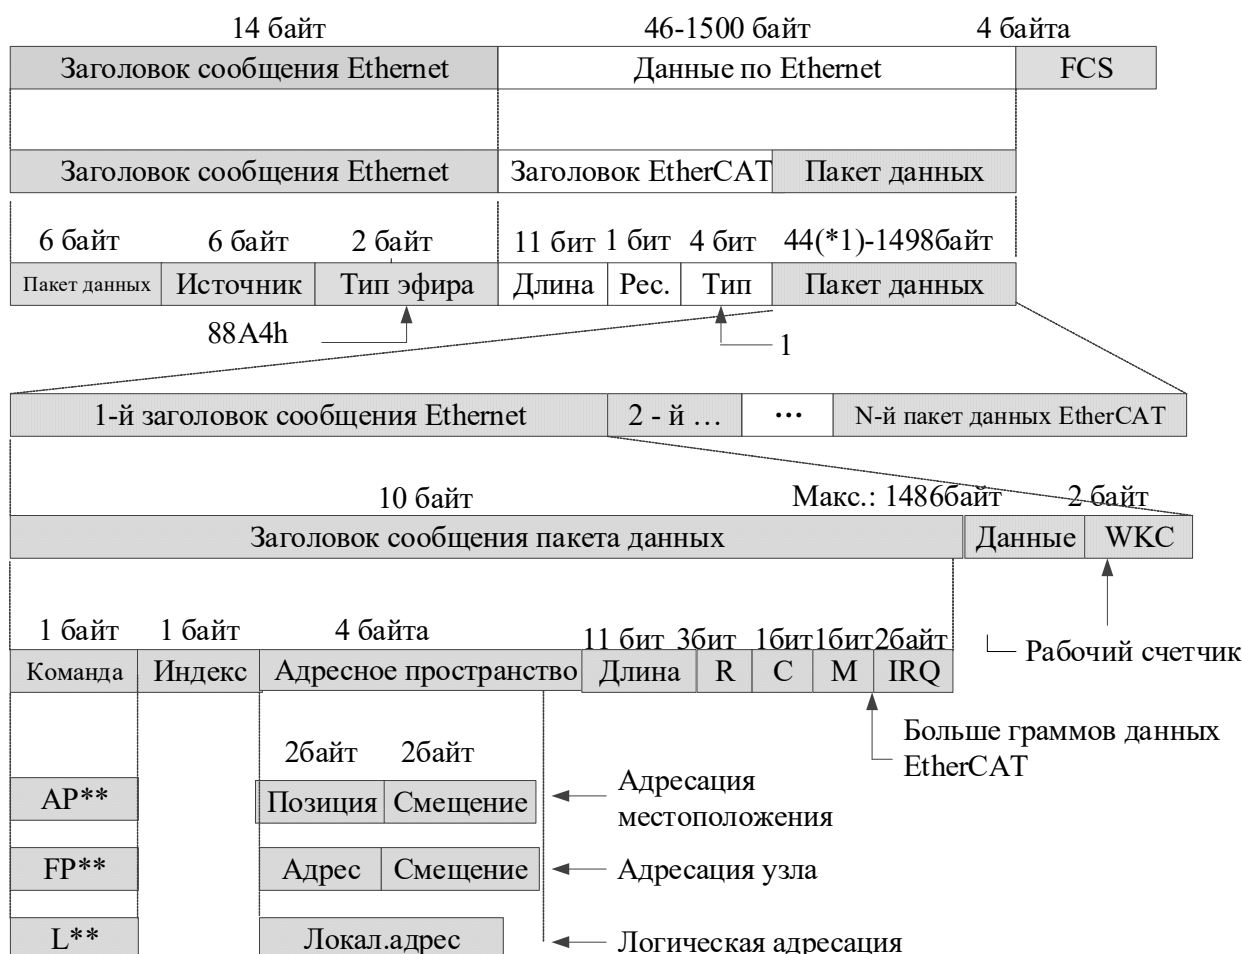 14 байт 46-1500 байт 4 байта
Заголовок сообщения Ethernet Данные по Ethernet FCS
Заголовок сообщения Ethernet Заголовок EtherCAT Пакет данных
6 байт 6 байт 2 байт 11 бит 1 бит 4 бит 44(*1)-1498байт
Пакет данных Источник Тип эфира Длина Рес. Тип Пакет данных
88A4h 1
1-й заголовок сообщения Ethernet 2 - й … ... N-й пакет данных EtherCAT
10 байт Макс.: 1486байт 2 байт
Заголовок сообщения пакета данных Данные WKC
1 байт 1 байт 4 байта 11 бит 3бит 1бит 1бит 2байт
Рабочий счетчик
Команда Индекс Адресное пространство Длина R C M IRQ
Больше граммов данных
EtherCAT
2байт 2байт
AP** Позиция Смещение Адресация
местоположения
FP** Адрес Смещение Адресация узла
L** Локал.адрес Логическая адресация